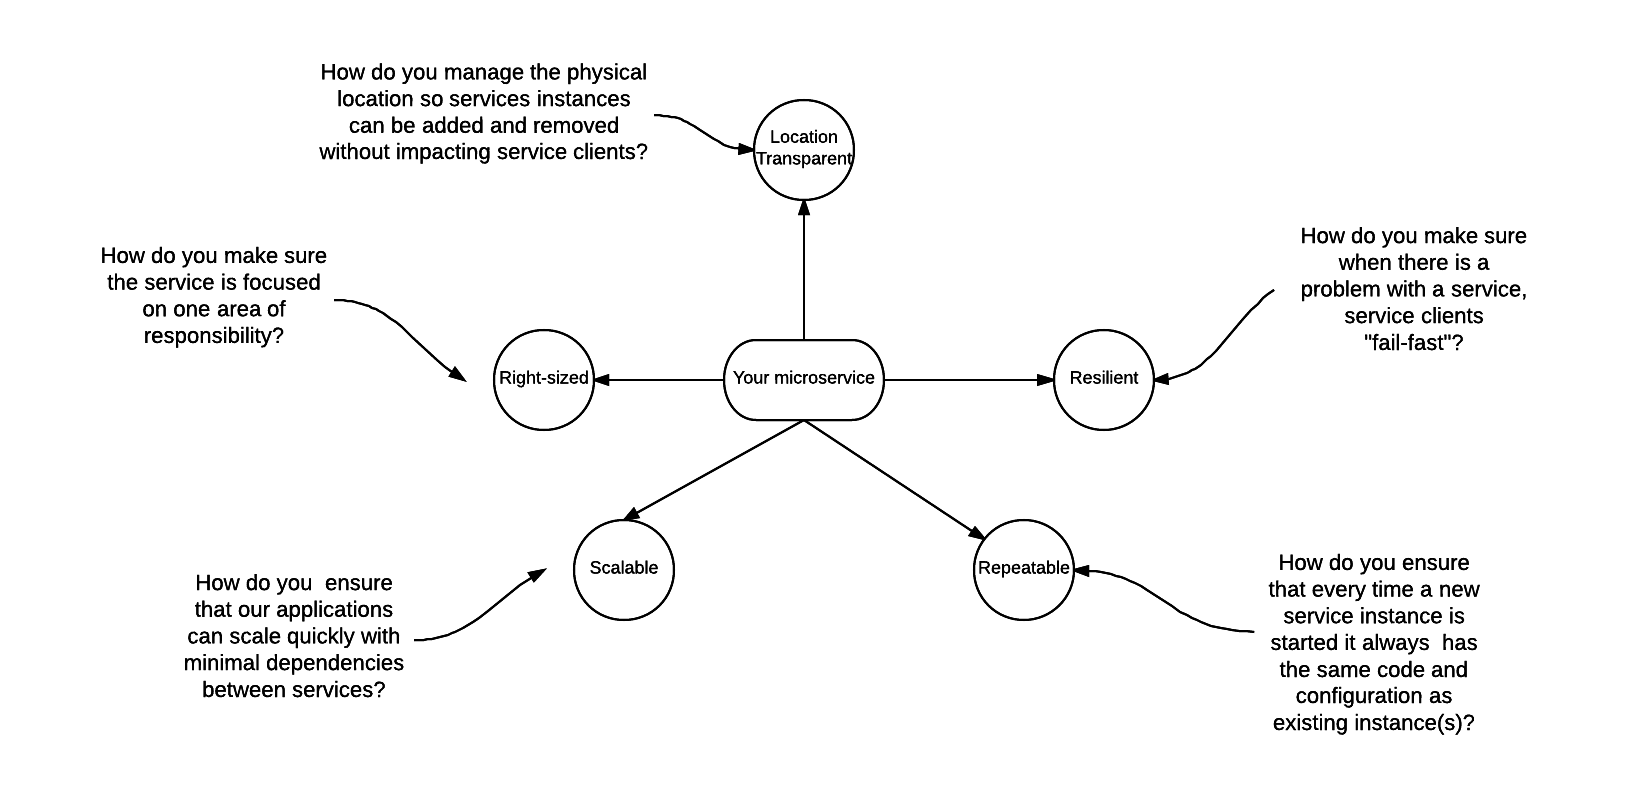 How do you manage the physical
location so services instances
can be added and removed
without impacting service clients?
Location
Transparent
How do you make sure
the service is focused
on one area of
responsibility?
How do you make sure
when there is a
problem with a service,
service clients
"fail-fast"?
Right-sized
Your microservice
Resilient
Scalable
Repeatable
How do you  ensure
that our applications
can scale quickly with
minimal dependencies
between services?
How do you ensure
that every time a new
service instance is
started it always  has
the same code and
configuration as
existing instance(s)?